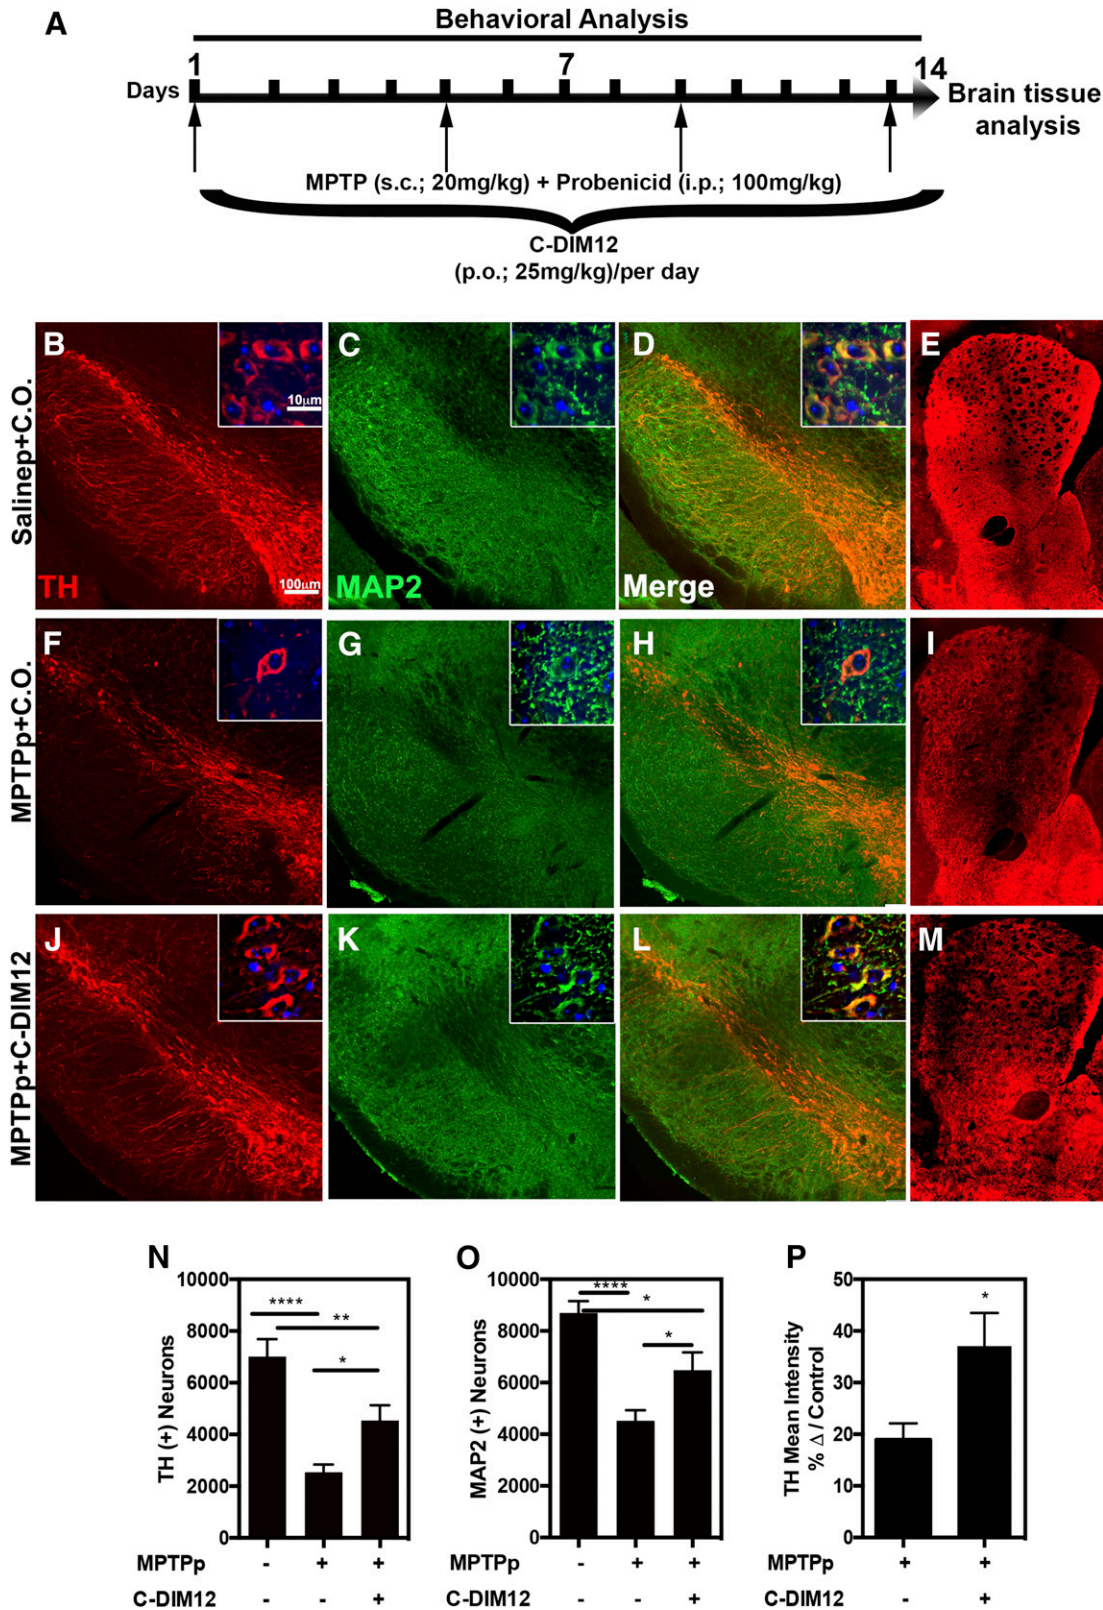 A
Behavioral Analysis
Days 1 7 14
Brain tissue
analysis
MPTP (s.c.; 20mg/kg) + Probenicid (i.p.; 100mg/kg)
C-DIM12
(p.o.; 25mg/kg)/per day
Salinep+C.O.
B C D E
10μm
100μm
TH MAP2 Merge TH
MPTPp+C.O.
F G H I
MPTPp+C-DIM12
J K L M
N
TH (+) Neurons
10000
8000
6000
4000
2000
0
****
**
*
MPTPp - + +
C-DIM12 - - +
O
MAP2 (+) Neurons
10000
8000
6000
4000
2000
0
****
*
*
MPTPp - + +
C-DIM12 - - +
P
TH Mean Intensity
% Δ / Control
50
40
30
20
10
0
*
MPTPp + +
C-DIM12 - +